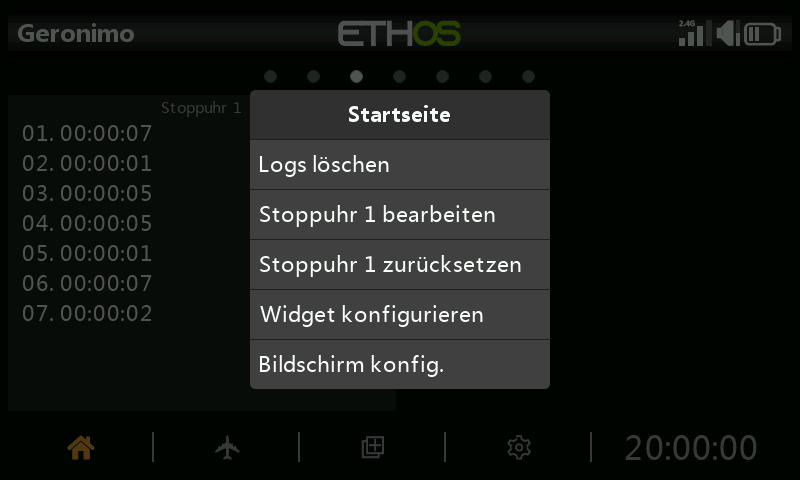 Geronimo
ETHOS
2.4G
Stoppuhr 1
01. 00:00:07
02. 00:00:01
03. 00:00:05
04. 00:00:05
05. 00:00:01
06. 00:00:07
07. 00:00:02
Startseite
Logs löschen
Stoppuhr 1 bearbeiten
Stoppuhr 1 zurücksetzen
Widget konfigurieren
Bildschirm konfig.
20:00:00